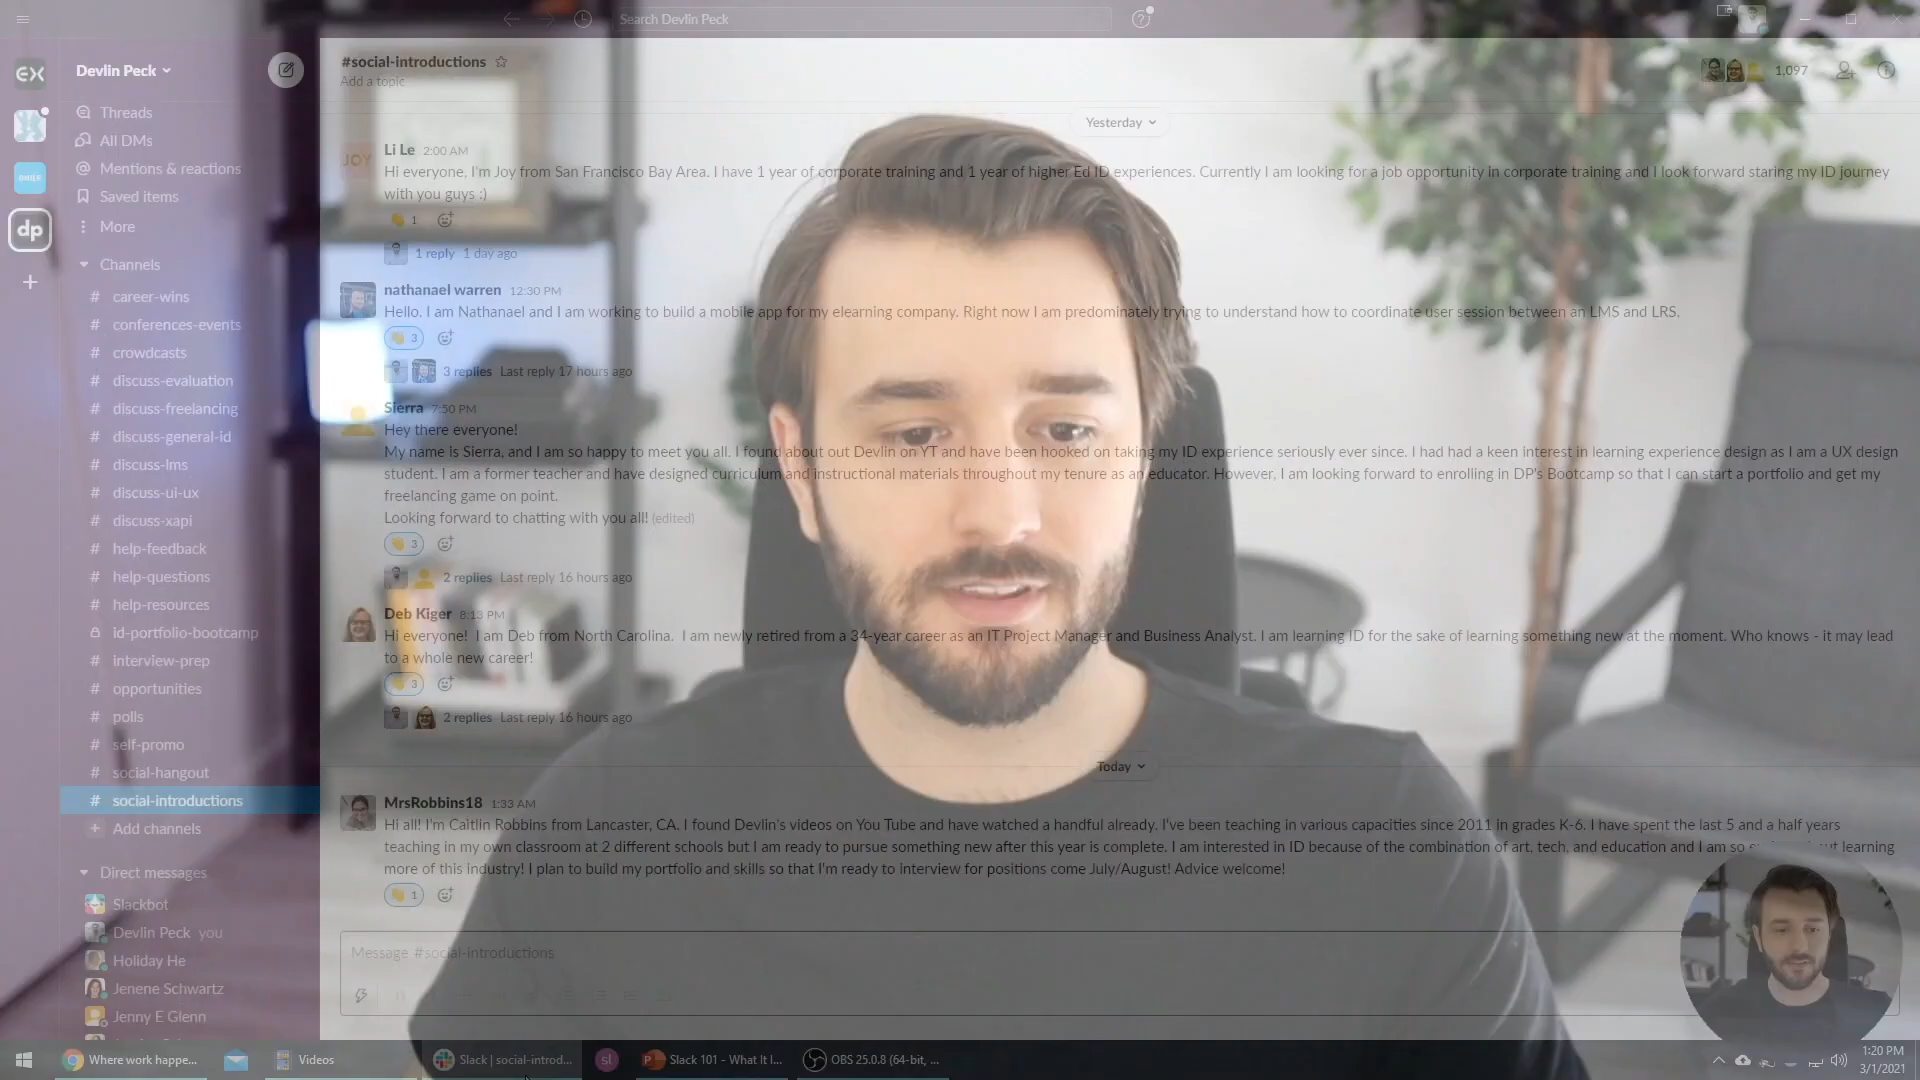 Search Devlin Peck
Devlin Peck
Threads
All DMs
Mentions & reactions
Saved items
More
Channels
# career-wins
# conferences-events
# crowdcasts
# discuss-evaluation
# discuss-freelancing
# discuss-general-id
# discuss-lms
# discuss-ui-ux
# discuss-xapi
# help-feedback
# help-questions
# help-resources
id-portfolio-bootcamp
# interview-prep
# opportunities
# polis
# self-promo
# social-hangout
# social-introductions
+ Add channels
Direct messages
Slackbot
Devlin Peck you
Holiday He
Jenene Schwartz
Jenny E Glenn
EX
SMILE
dp
+
#social-introductions
Add a topic
1,097
Yesterday
JOY
Li Le 2:00 AM
Hi everyone, I'm Joy from San Francisco Bay Area. I have 1 year of corporate training and 1 year of higher Ed ID experiences. Currently I am looking for a job opportunity in corporate training and I look forward staring my ID journey
with you guys :)
1
1 reply 1 day ago
nathanael warren 12:30 PM
Hello. I am Nathanael and I am working to build a mobile app for my elearning company. Right now I am predominately trying to understand how to coordinate user session between an LMS and LRS.
3
3 replies Last reply 17 hours ago
Sierra 7:50 PM
Hey there everyone!
My name is Sierra, and I am so happy to meet you all. I found about out Devlin on YT and have been hooked on taking my ID experience seriously ever since. I had had a keen interest in learning experience design as I am a UX design
student. I am a former teacher and have designed curriculum and instructional materials throughout my tenure as an educator. However, I am looking forward to enrolling in DP's Bootcamp so that I can start a portfolio and get my
freelancing game on point.
Looking forward to chatting with you all! (edited)
3
2 replies Last reply 16 hours ago
Deb Kiger 8:13 PM
Hi everyone! I am Deb from North Carolina. I am newly retired from a 34-year career as an IT Project Manager and Business Analyst. I am learning ID for the sake of learning something new at the moment. Who knows - it may lead
to a whole new career!
3
2 replies Last reply 16 hours ago
Today
MrsRobbins18 1:33 AM
Hi all! I'm Caitlin Robbins from Lancaster, CA. I found Devlin's videos on You Tube and have watched a handful already. I've been teaching in various capacities since 2011 in grades K-6. I have spent the last 5 and a half years
teaching in my own classroom at 2 different schools but I am ready to pursue something new after this year is complete. I am interested in ID because of the combination of art, tech, and education and I am so learning
more of this industry! I plan to build my portfolio and skills so that I'm ready to interview for positions come July/August! Advice welcome!
1
Message #social-introductions
Where work happe...
Videos
Slack | social-introd...
sl
Slack 101 - What It I...
OBS 25.0.8 (64-bit, ...
1:20 PM
3/1/2021